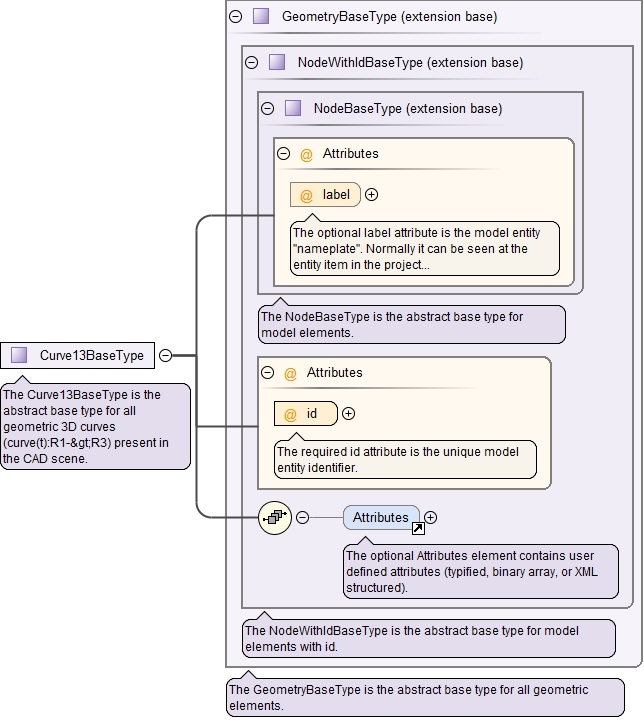 GeometryBaseType (extension base)
NodeWithIdBaseType (extension base)
NodeBaseType (extension base)
@ Attributes
@ label
The optional label attribute is the model entity
"nameplate". Normally it can be seen at the
entity item in the project...
The NodeBaseType is the abstract base type for
model elements.
Curve13BaseType
The Curve13BaseType is the
abstract base type for all
geometric 3D curves
(curve(t):R1-&gt;R3) present in
the CAD scene.
@ Attributes
@ id
The required id attribute is the unique model
entity identifier.
Attributes
The optional Attributes element contains user
defined attributes (typified, binary array, or XML
structured).
The NodeWithIdBaseType is the abstract base type for model
elements with id.
The GeometryBaseType is the abstract base type for all geometric
elements.